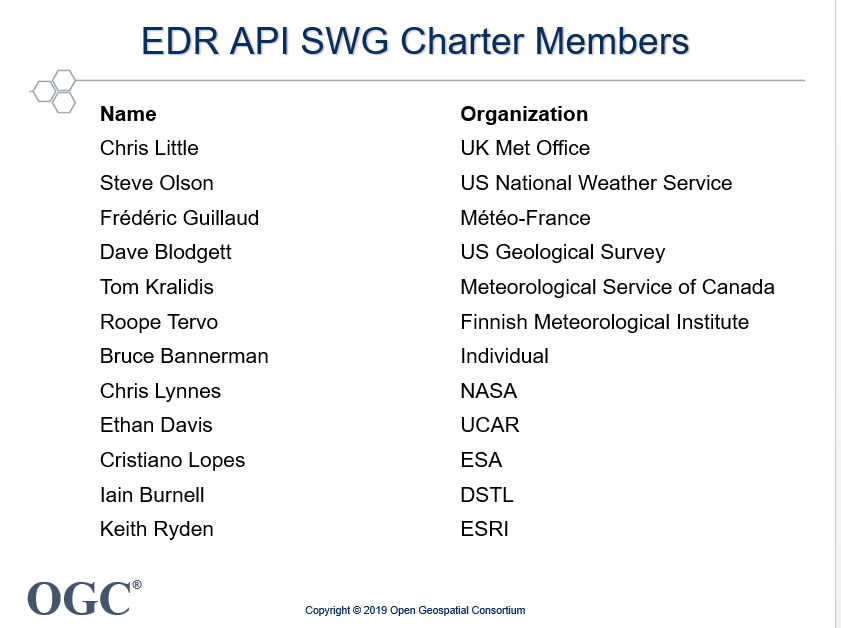 EDR API SWG Charter Members
Name Organization
Chris Little UK Met Office
Steve Olson US National Weather Service
Frédéric Guillaud Météo-France
Dave Blodgett US Geological Survey
Tom Kralidis Meteorological Service of Canada
Roope Tervo Finnish Meteorological Institute
Bruce Bannerman Individual
Chris Lynnes NASA
Ethan Davis UCAR
Cristiano Lopes ESA
Iain Burnell DSTL
Keith Ryden ESRI
OGC®
Copyright © 2019 Open Geospatial Consortium